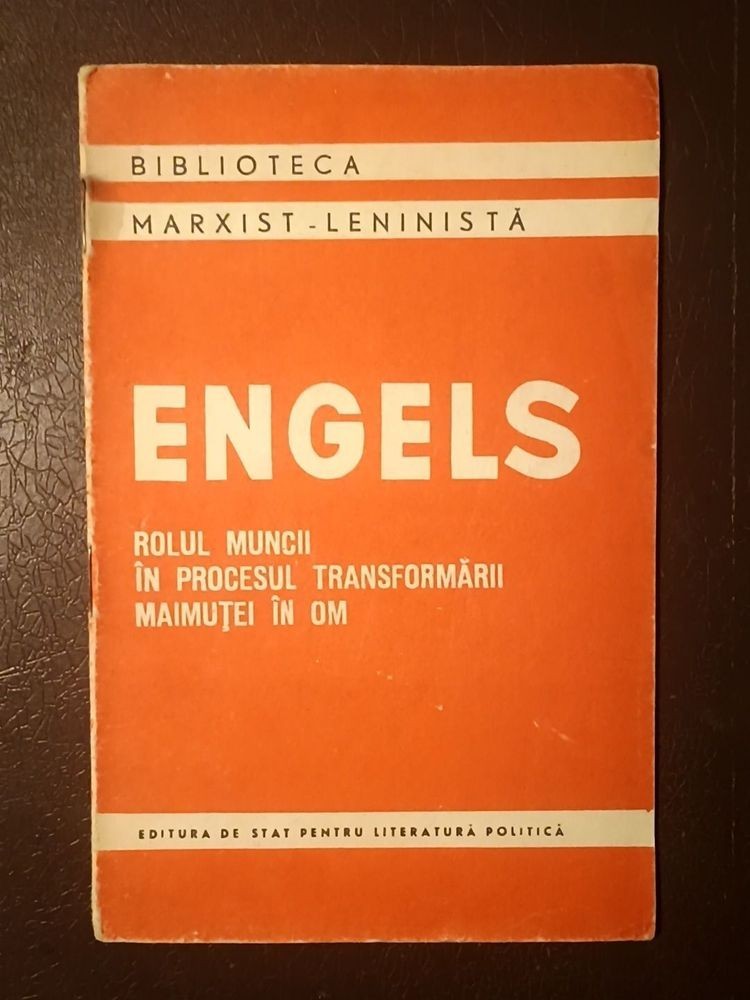 BIBLIOTECA
MARXIST-LENINISTĂ
ENGELS
ROLUL MUNCII
ÎN PROCESUL TRANSFORMĂRII
MAIMUŢEI ÎN OM
EDITURA DE STAT PENTRU LITERATURĂ POLITICĂ